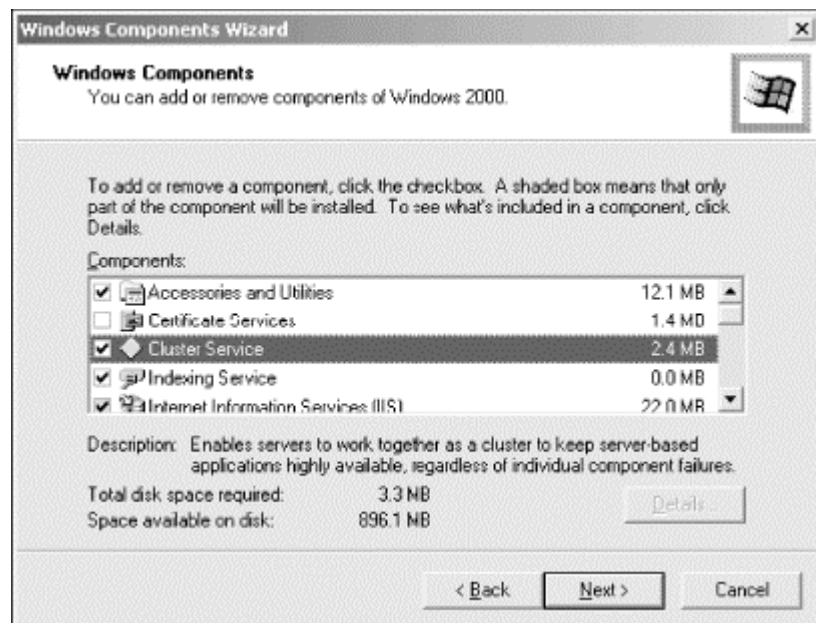 Windows Components Wizard
Windows Components
You can add or remove components of Windows 2000.
To add or remove a component, click the checkbox. A shaded box means that only
part of the component will be installed. To see what's included in a component, click
Details.
Components:
Accessories and Utilities 12.1 MB
Certificate Services 1.4 MB
Cluster Service 2.4 MB
Indexing Service 0.0 MB
Internet Information Services (IIS) 22.0 MB
Description: Enables servers to work together as a cluster to keep server-based
applications highly available, regardless of individual component failures.
Total disk space required: 3.3 MB
Space available on disk: 896.1 MB
Details...
< Back Next > Cancel